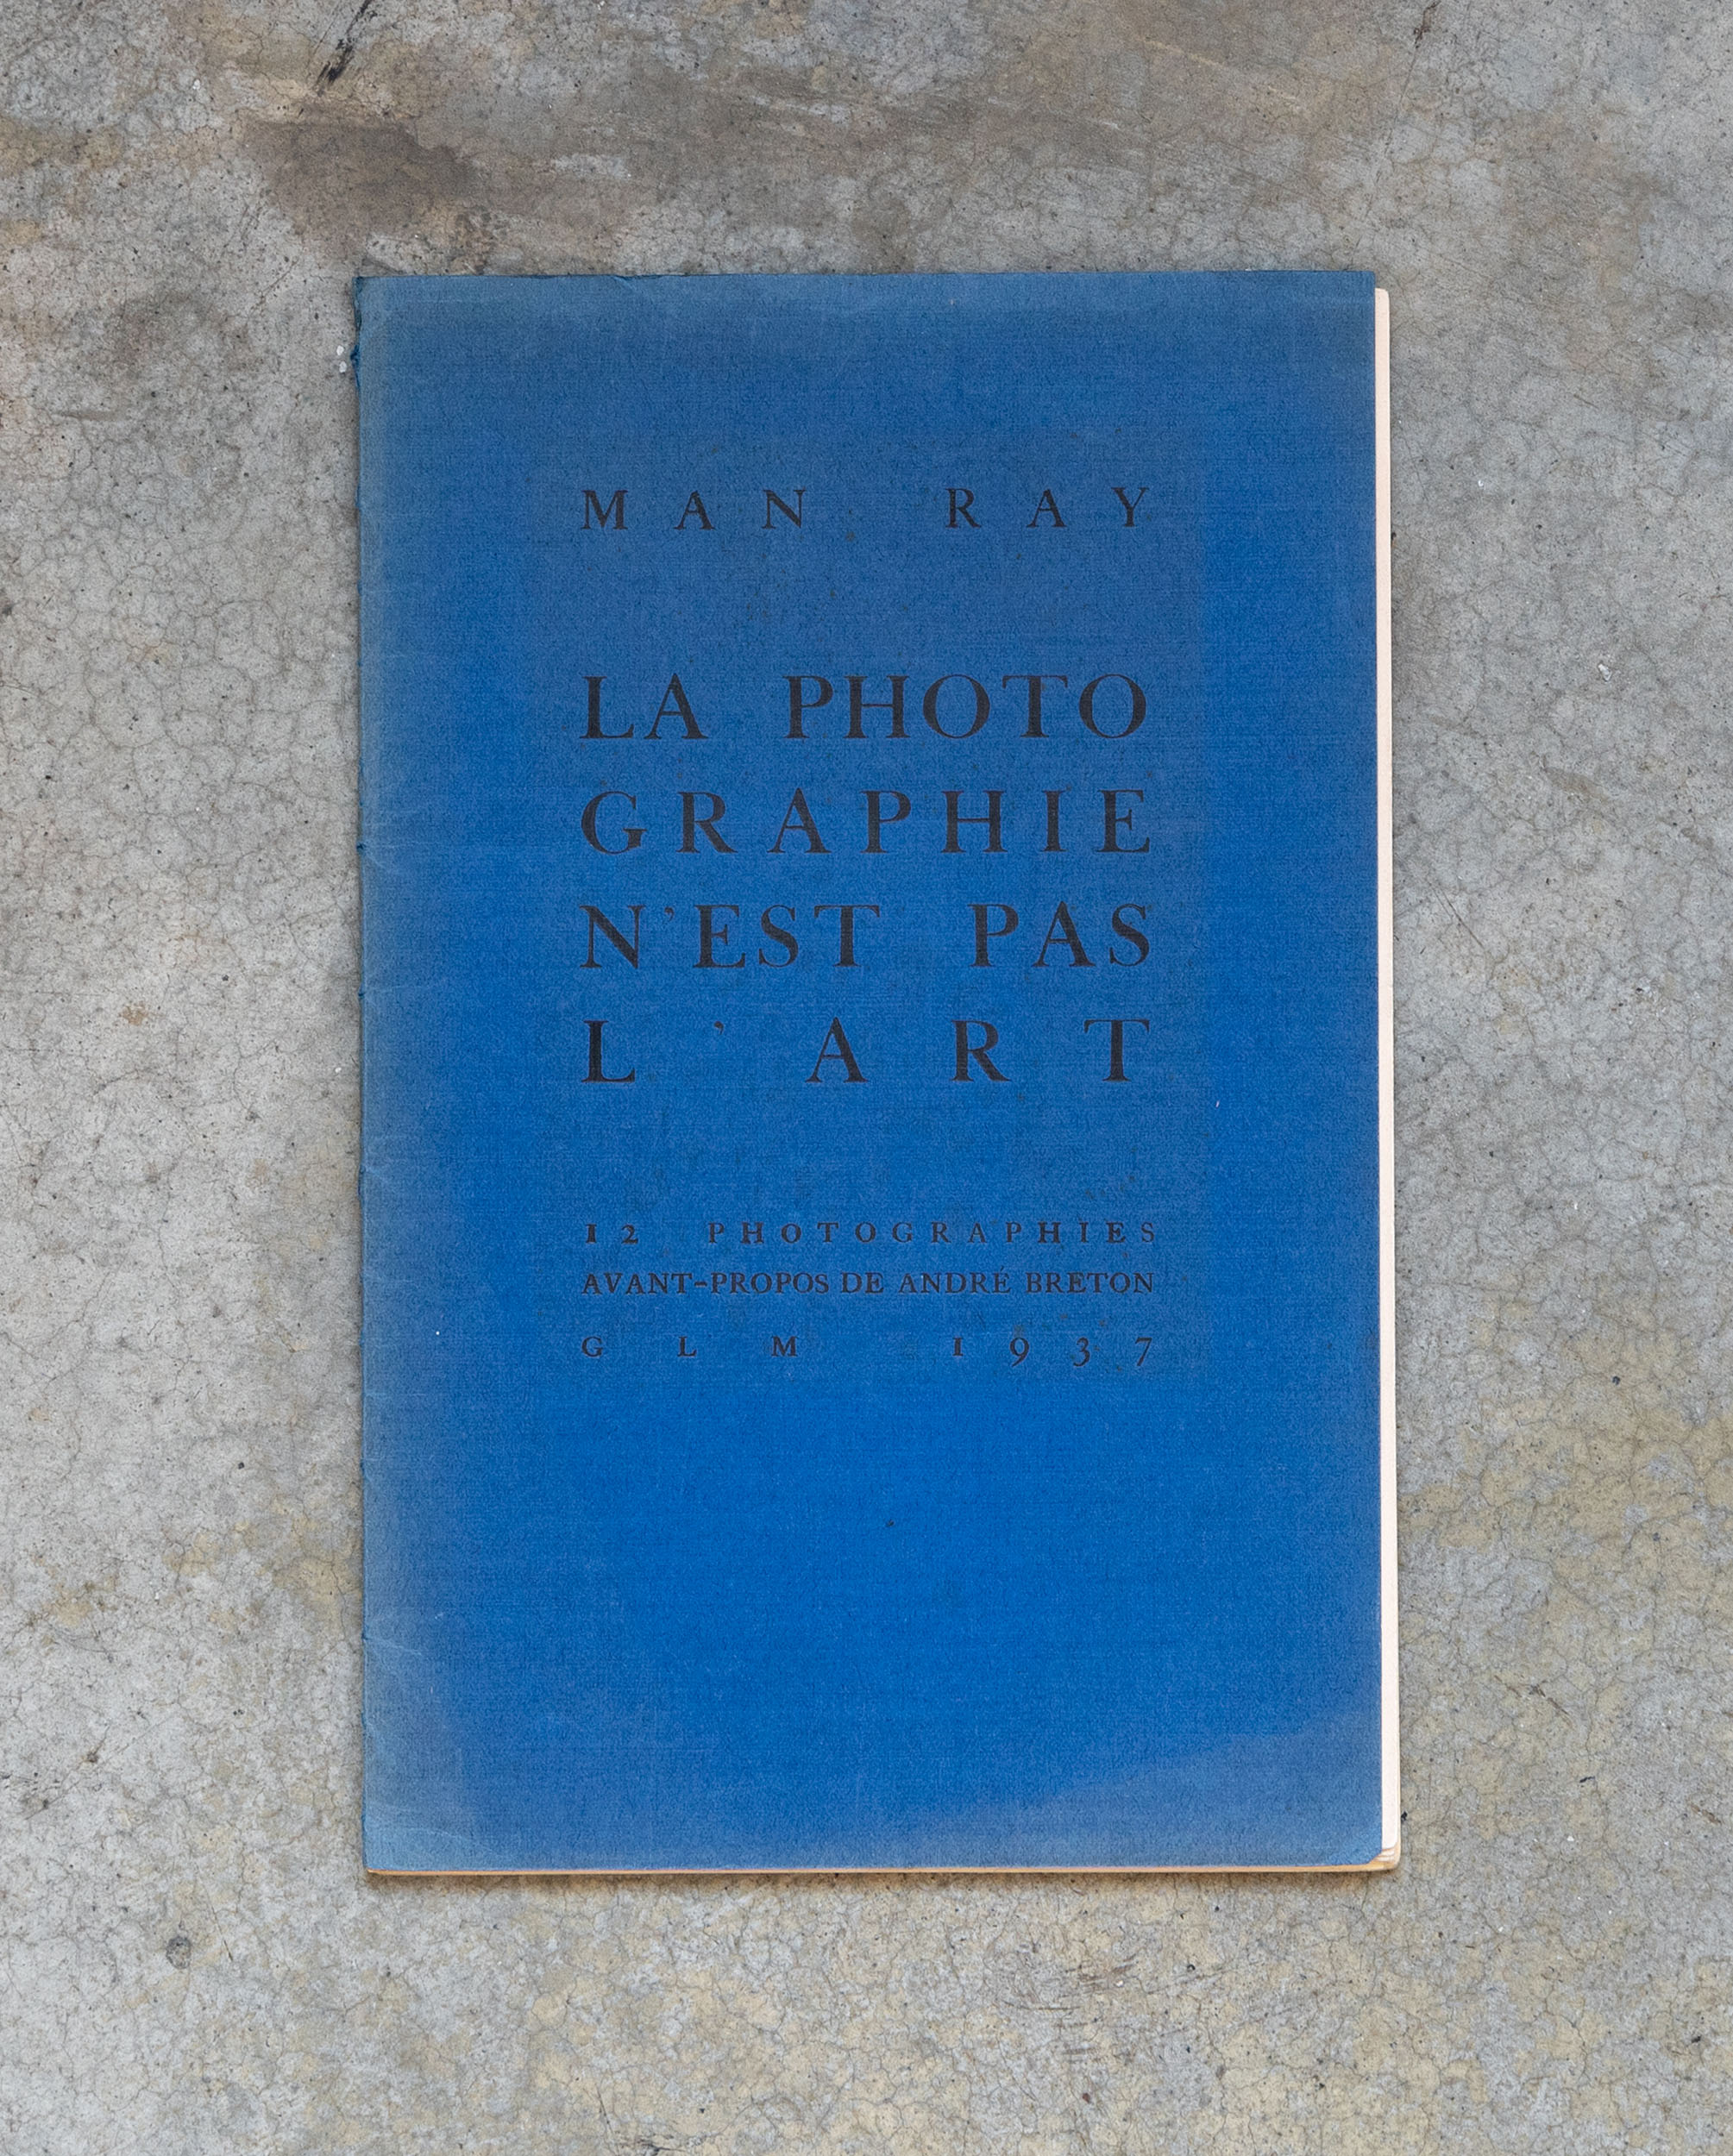 MAN RAY
LA PHOTO
GRAPHIE
N'EST PAS
L'ART
12 PHOTOGRAPHIES
AVANT-PROPOS DE ANDRÉ BRETON
GLM 1937